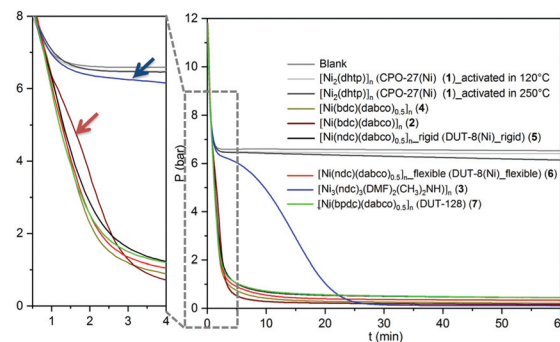 8
6
4
2
0
1
2
3
4
12
10
8
6
4
2
0
P (bar)
0
10
20
30
40
50
60
t (min)
Blank
[Ni₂(dhtp)]ₙ (CPO-27(Ni) (1)_activated in 120°C
[Ni₂(dhtp)]ₙ (CPO-27(Ni) (1)_activated in 250°C
[Ni(bdc)(dabco)₀.₅]ₙ (4)
[Ni(bdc)(dabco)]ₙ (2)
[Ni(ndc)(dabco)₀.₅]ₙ_rigid (DUT-8(Ni)_rigid) (5)
[Ni(ndc)(dabco)₀.₅]ₙ_flexible (DUT-8(Ni)_flexible) (6)
[Ni₃(ndc)₃(DMF)₂(CH₃)₂NH)]ₙ (3)
[Ni(bpdc)(dabco)₀.₅]ₙ (DUT-128) (7)